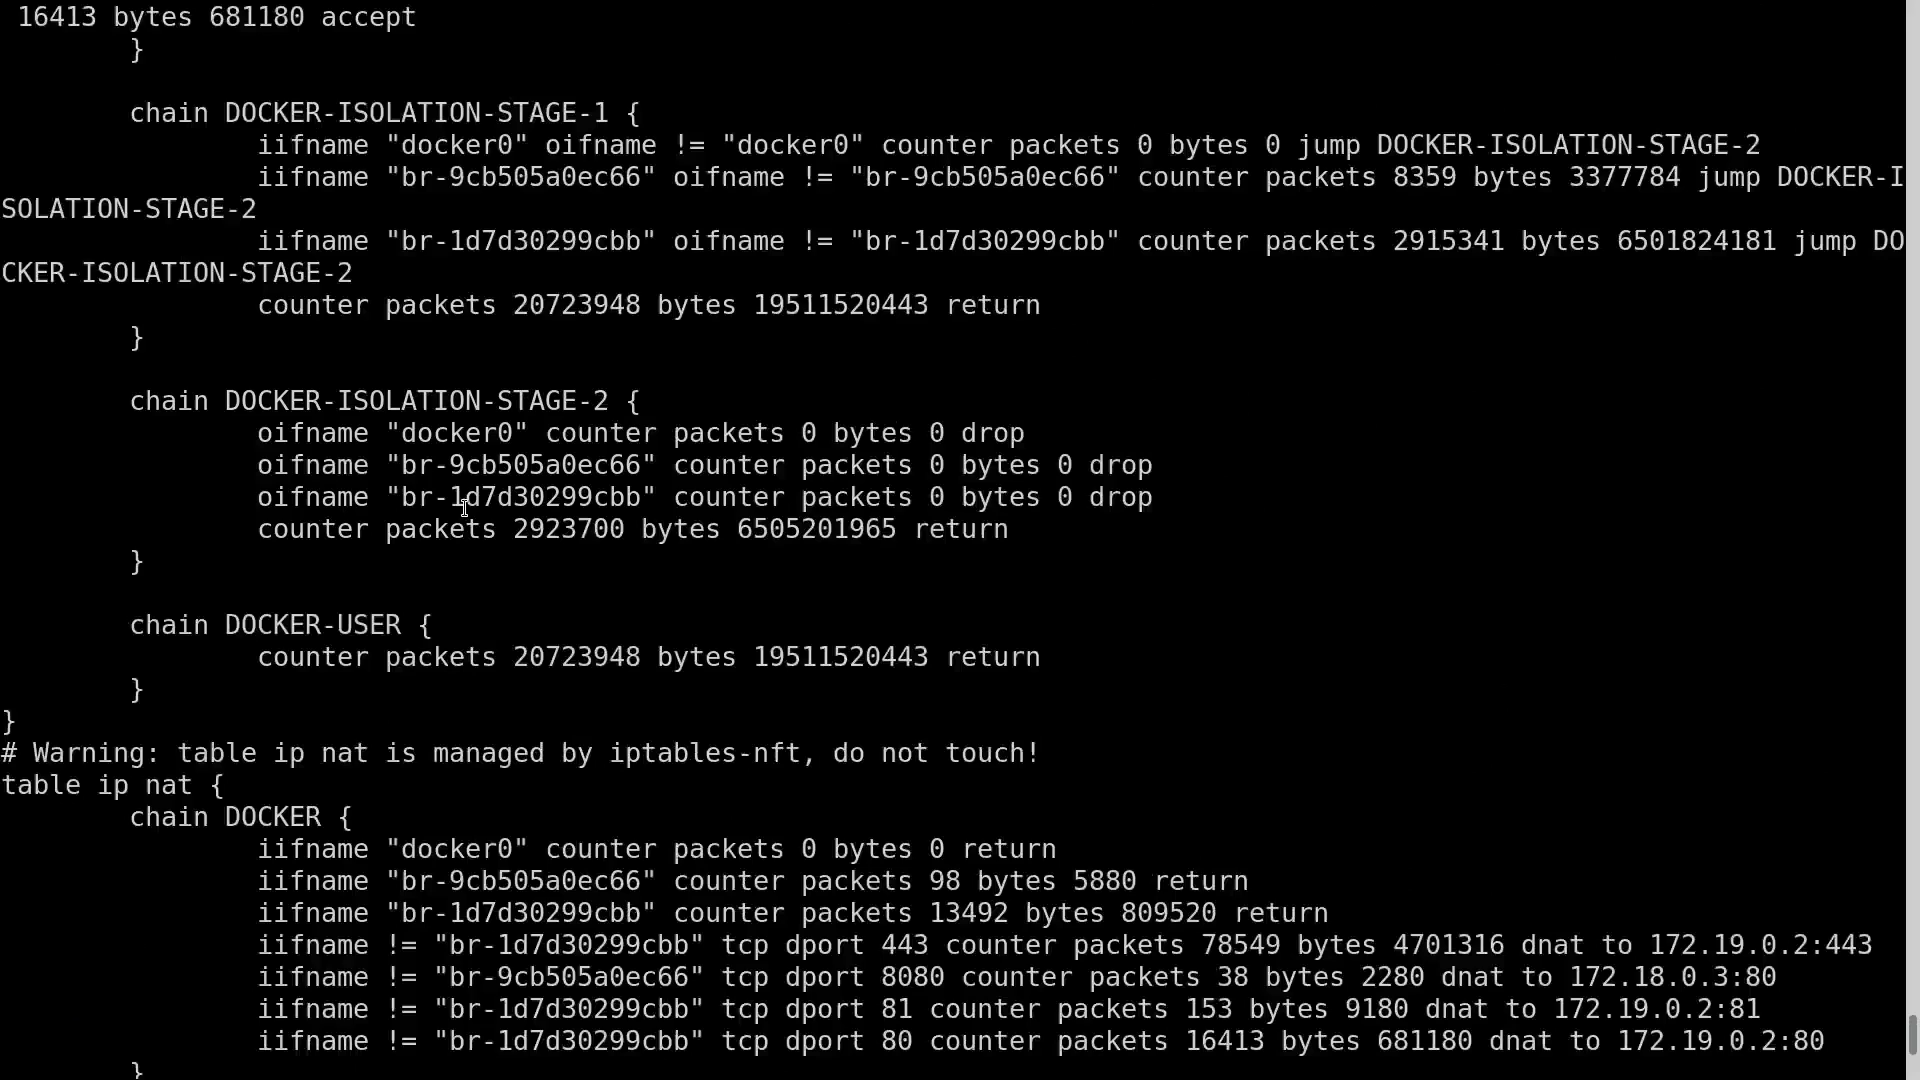 16413 bytes 681180 accept
}
chain DOCKER-ISOLATION-STAGE-1 {
iifname "docker0" oifname != "docker0" counter packets 0 bytes 0 jump DOCKER-ISOLATION-STAGE-2
iifname "br-9cb505a0ec66" oifname != "br-9cb505a0ec66" counter packets 8359 bytes 3377784 jump DOCKER-I
SOLATION-STAGE-2
iifname "br-1d7d30299cbb" oifname != "br-1d7d30299cbb" counter packets 2915341 bytes 6501824181 jump DO
CKER-ISOLATION-STAGE-2
counter packets 20723948 bytes 19511520443 return
}
chain DOCKER-ISOLATION-STAGE-2 {
oifname "docker0" counter packets 0 bytes 0 drop
oifname "br-9cb505a0ec66" counter packets 0 bytes 0 drop
oifname "br-1d7d30299cbb" counter packets 0 bytes 0 drop
counter packets 2923700 bytes 6505201965 return
}
chain DOCKER-USER {
counter packets 20723948 bytes 19511520443 return
}
}
# Warning: table ip nat is managed by iptables-nft, do not touch!
table ip nat {
chain DOCKER {
iifname "docker0" counter packets 0 bytes 0 return
iifname "br-9cb505a0ec66" counter packets 98 bytes 5880 return
iifname "br-1d7d30299cbb" counter packets 13492 bytes 809520 return
iifname != "br-1d7d30299cbb" tcp dport 443 counter packets 78549 bytes 4701316 dnat to 172.19.0.2:443
iifname != "br-9cb505a0ec66" tcp dport 8080 counter packets 38 bytes 2280 dnat to 172.18.0.3:80
iifname != "br-1d7d30299cbb" tcp dport 81 counter packets 153 bytes 9180 dnat to 172.19.0.2:81
iifname != "br-1d7d30299cbb" tcp dport 80 counter packets 16413 bytes 681180 dnat to 172.19.0.2:80
}